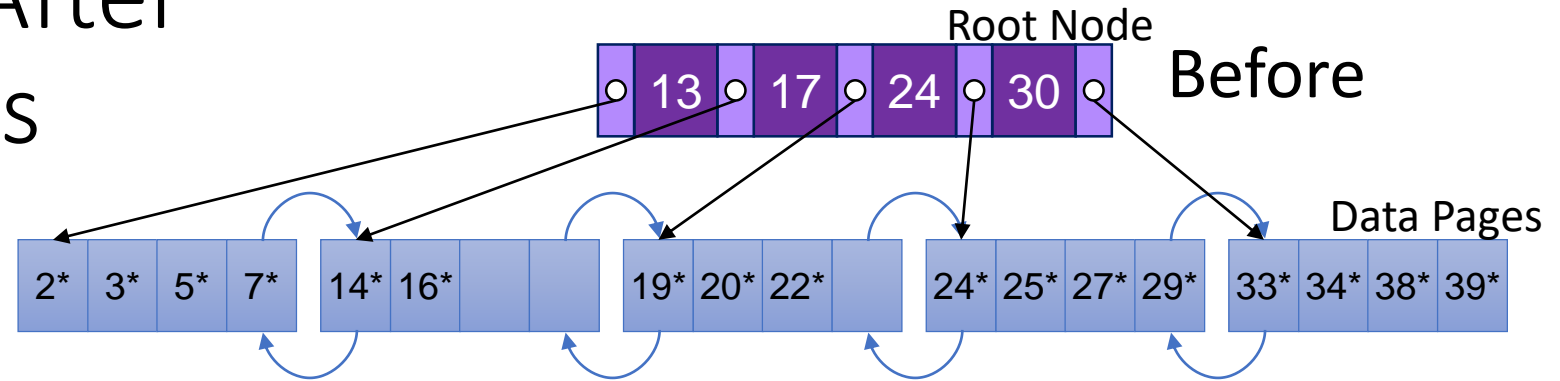 After
s
Root Node
13 17 24 30
Before
Data Pages
2* 3* 5* 7* 14* 16* 19* 20* 22* 24* 25* 27* 29* 33* 34* 38* 39*